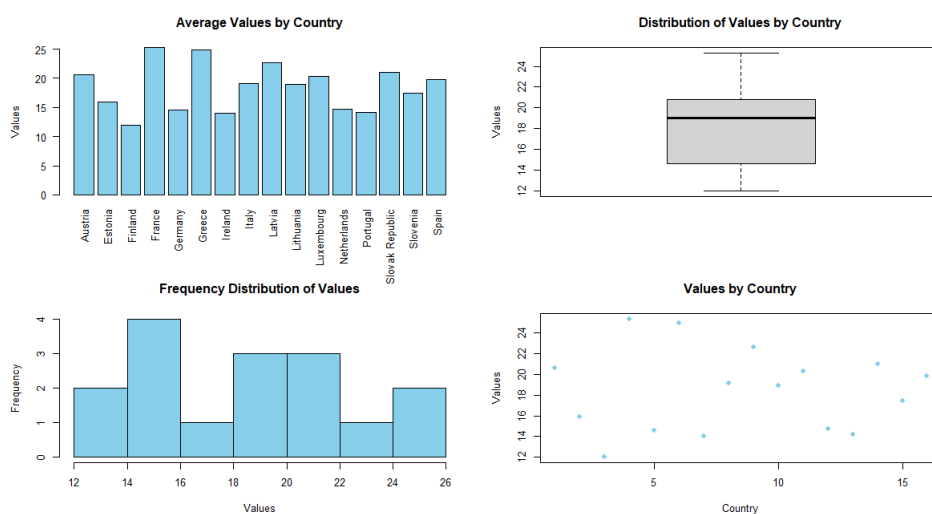 Average Values by Country
Values
25
20
15
10
5
0
Austria
Estonia
Finland
France
Germany
Greece
Ireland
Italy
Latvia
Lithuania
Luxembourg
Netherlands
Portugal
Slovak Republic
Slovenia
Spain
Distribution of Values by Country
Values
24
22
20
18
16
14
12
Frequency Distribution of Values
Frequency
4
3
2
1
0
12 14 16 18 20 22 24 26
Values
Values by Country
Values
24
22
20
18
16
14
12
5 10 15
Country